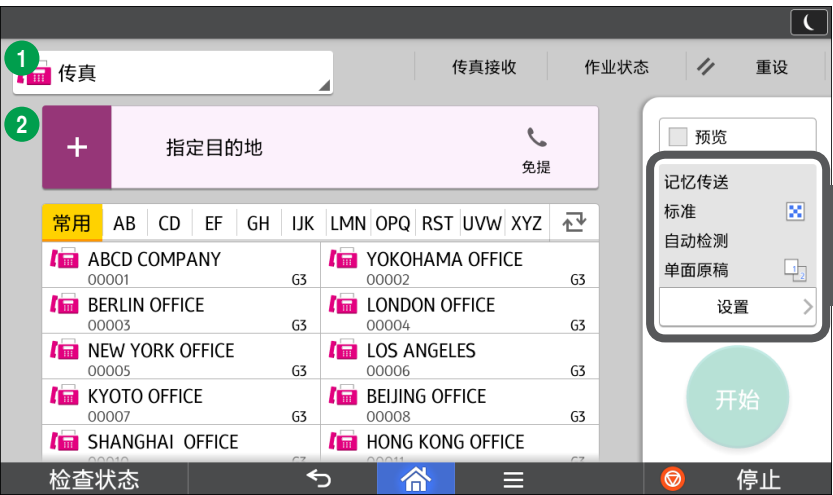 1
传真
传真接收
作业状态
重设
2
+
指定目的地
免提
预览
记忆传送
标准
自动检测
单面原稿
1 2
设置
开始
常用 AB CD EF GH IJK LMN OPQ RST UVW XYZ
ABCD COMPANY
00001 G3
YOKOHAMA OFFICE
00002 G3
BERLIN OFFICE
00003 G3
LONDON OFFICE
00004 G3
NEW YORK OFFICE
00005 G3
LOS ANGELES
00006 G3
KYOTO OFFICE
00007 G3
BEIJING OFFICE
00008 G3
SHANGHAI OFFICE
HONG KONG OFFICE
检查状态
停止